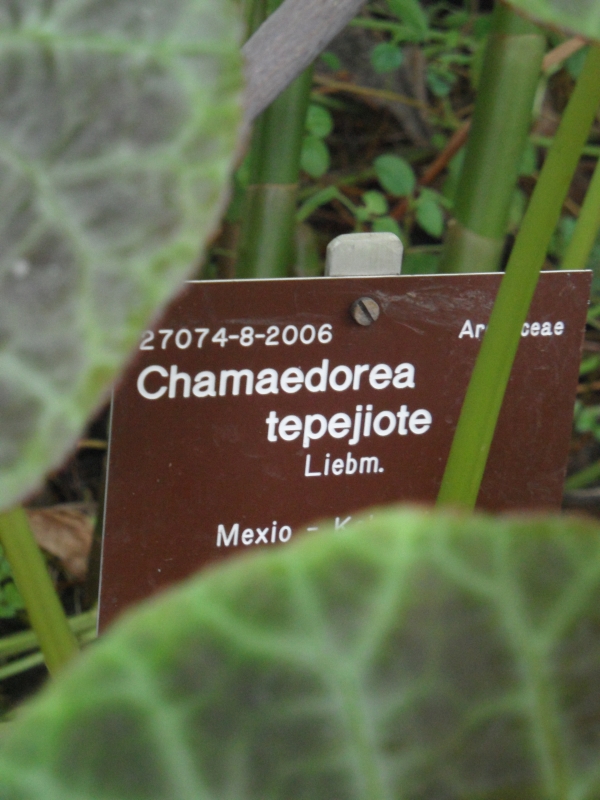 27074-8-2006
Chamaedorea
tepejiote
Liebm.
Mexio -